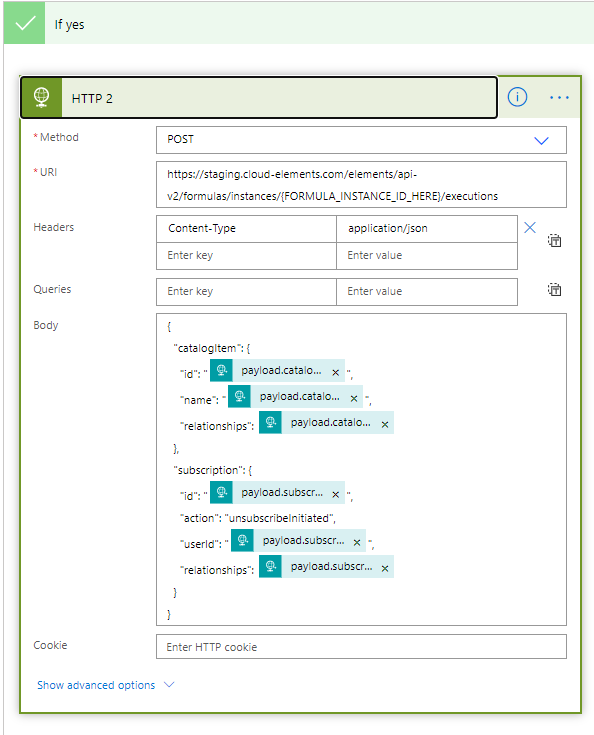 If yes
HTTP 2
* Method
POST
* URI
https://staging.cloud-elements.com/elements/api-
v2/formulas/instances/{FORMULA_INSTANCE_ID_HERE}/executions
Headers
Content-Type application/json
Enter key Enter value
Queries
Enter key Enter value
Body
{
"catalogItem": {
"id": " payload.catalo... × ",
"name": " payload.catalo... × ",
"relationships": payload.catalo... ×
},
"subscription": {
"id": " payload.subscr... × ",
"action": "unsubscribeInitiated",
"userId": " payload.subscr... × ",
"relationships": payload.subscr... ×
}
}
Cookie
Enter HTTP cookie
Show advanced options